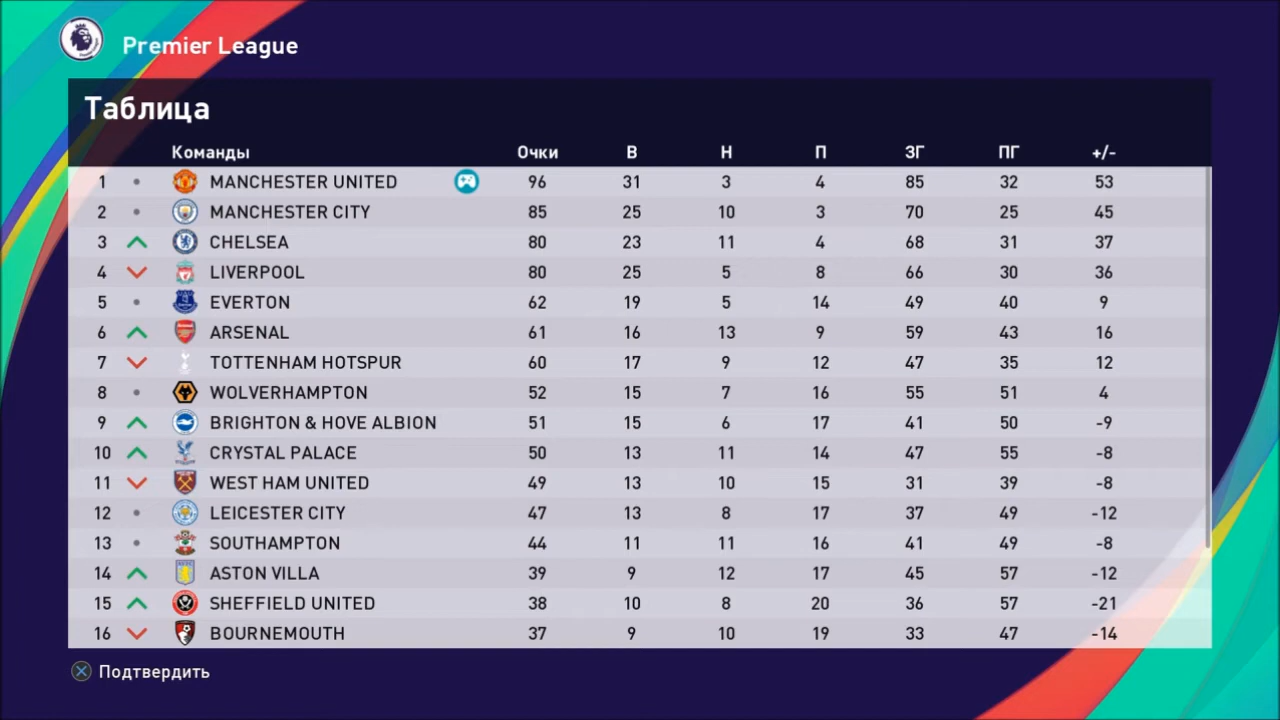 Premier League
Таблица
Команды Очки В Н П ЗГ ПГ +/-
1 MANCHESTER UNITED 96 31 3 4 85 32 53
2 MANCHESTER CITY 85 25 10 3 70 25 45
3 CHELSEA 80 23 11 4 68 31 37
4 LIVERPOOL 80 25 5 8 66 30 36
5 EVERTON 62 19 5 14 49 40 9
6 ARSENAL 61 16 13 9 59 43 16
7 TOTTENHAM HOTSPUR 60 17 9 12 47 35 12
8 WOLVERHAMPTON 52 15 7 16 55 51 4
9 BRIGHTON & HOVE ALBION 51 15 6 17 41 50 -9
10 CRYSTAL PALACE 50 13 11 14 47 55 -8
11 WEST HAM UNITED 49 13 10 15 31 39 -8
12 LEICESTER CITY 47 13 8 17 37 49 -12
13 SOUTHAMPTON 44 11 11 16 41 49 -8
14 ASTON VILLA 39 9 12 17 45 57 -12
15 SHEFFIELD UNITED 38 10 8 20 36 57 -21
16 BOURNEMOUTH 37 9 10 19 33 47 -14
Подтвердить